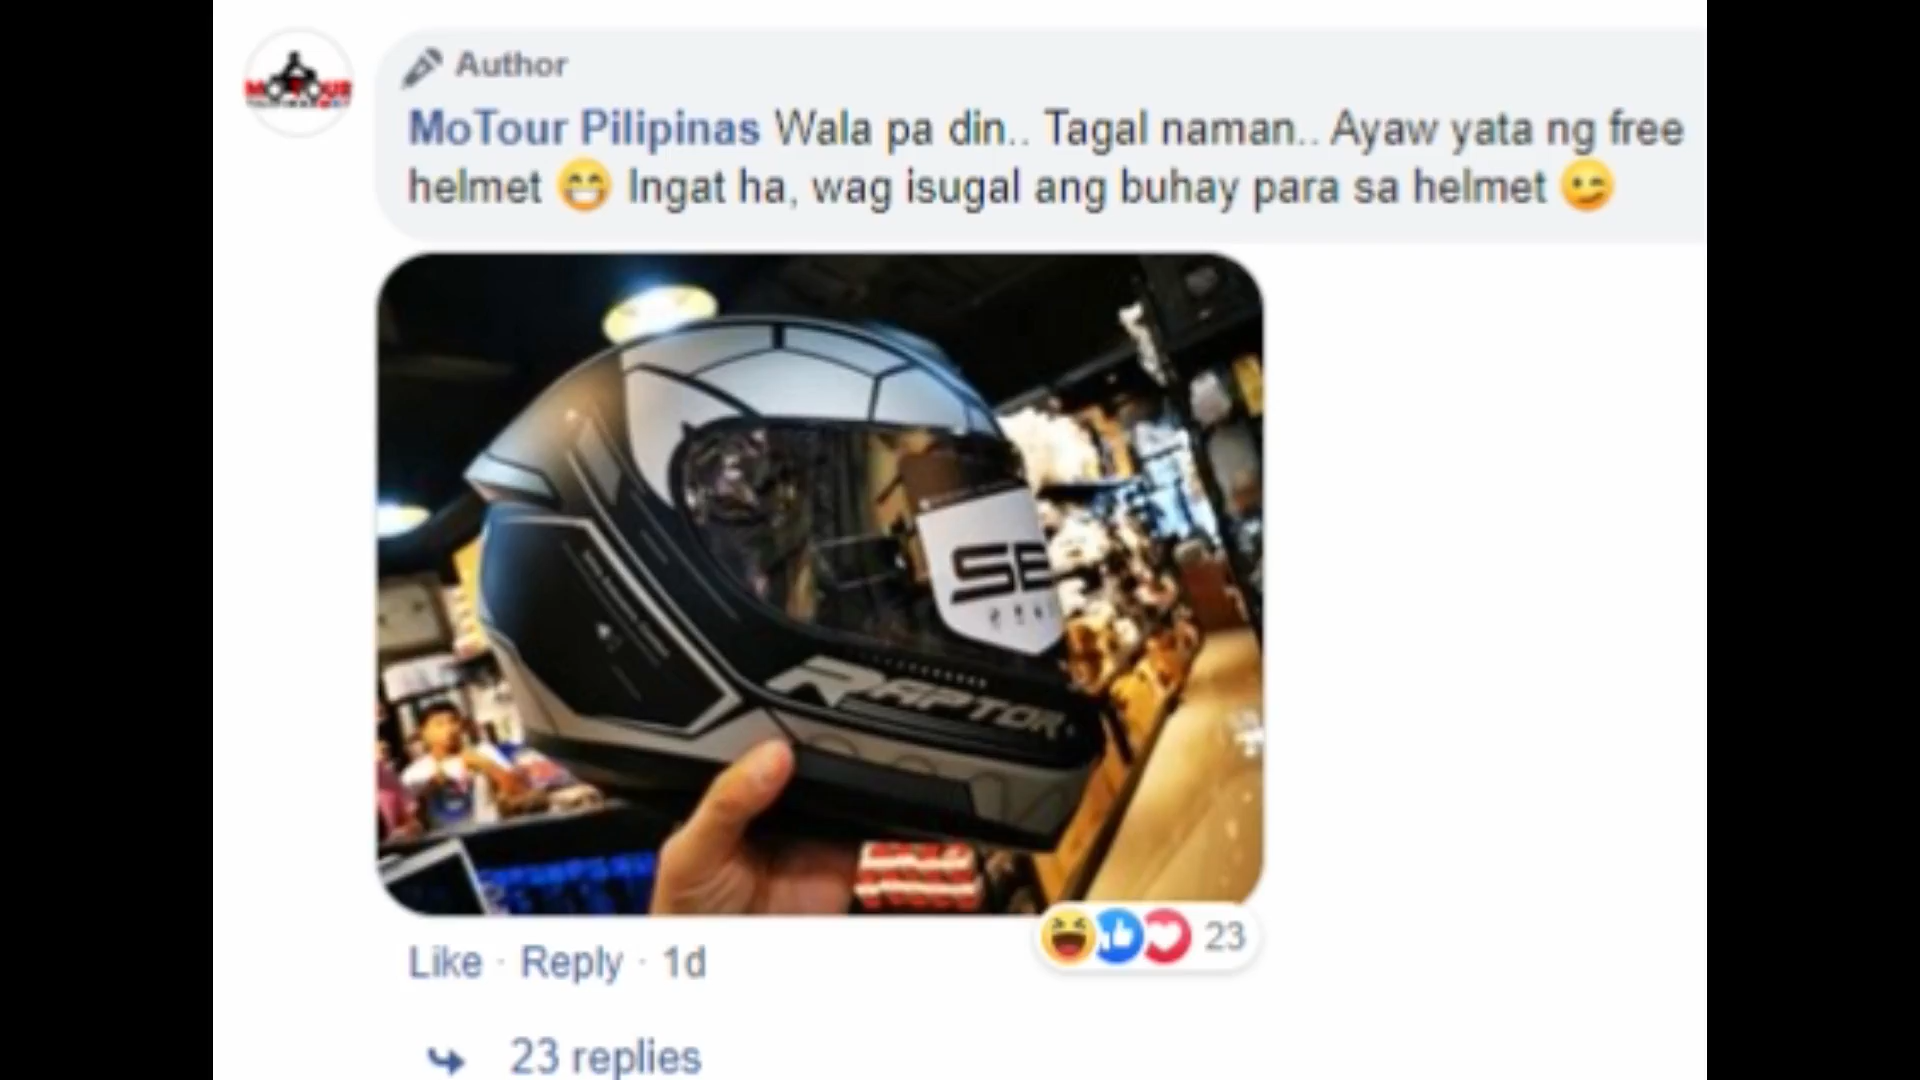 Author
MoTour Pilipinas Wala pa din.. Tagal naman.. Ayaw yata ng free
helmet 😁 Ingat ha, wag isugal ang buhay para sa helmet 😉
SE
RAPTOR
Like · Reply · 1d
23
23 replies